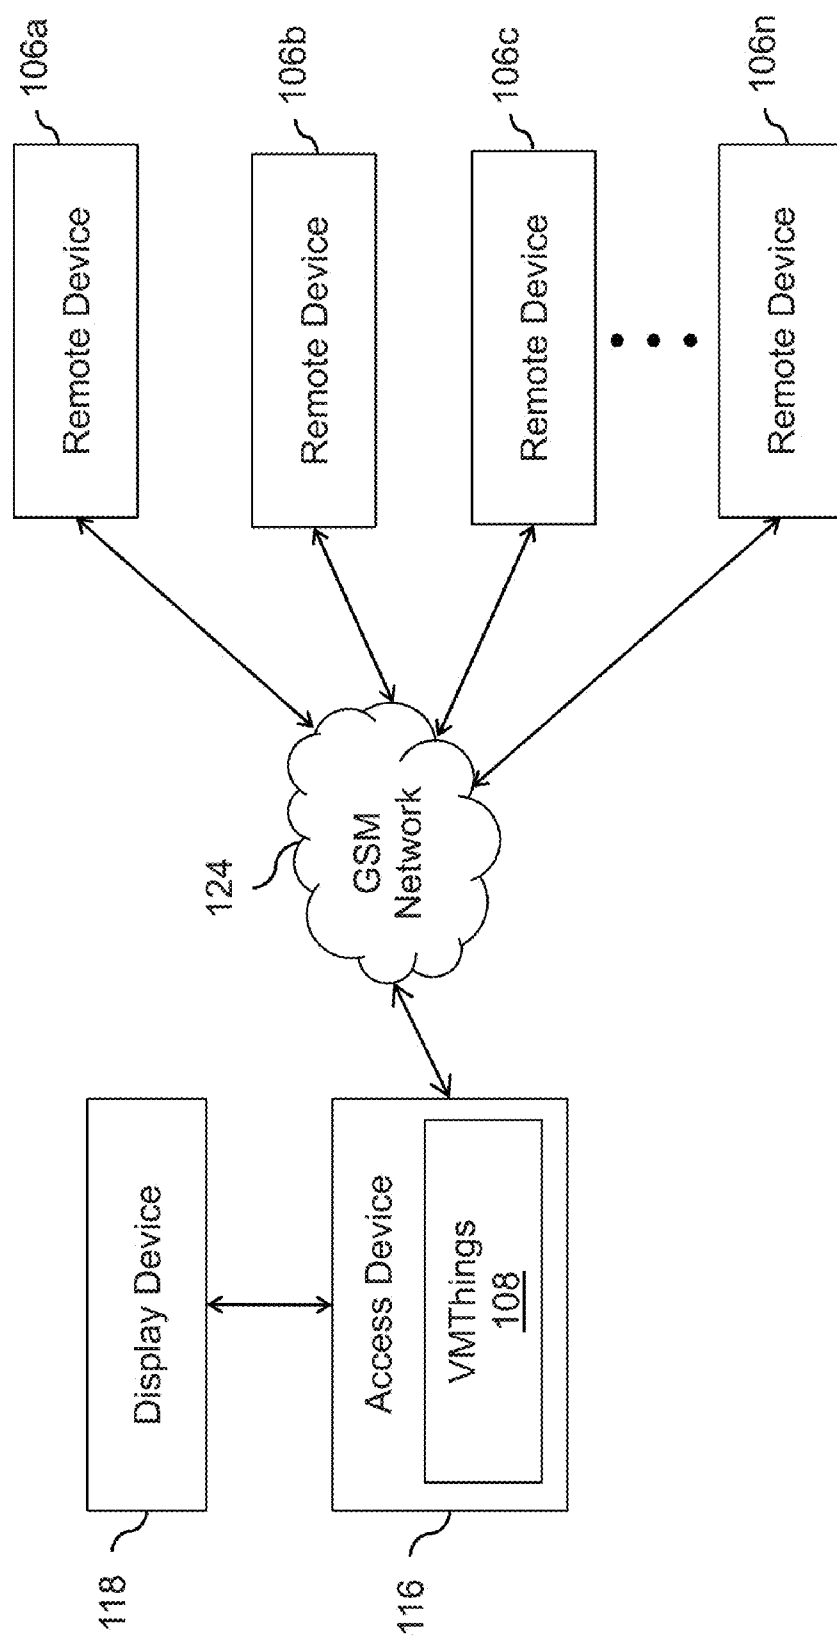 118
Display Device
116
Access Device
VMThings
108
124
GSM
Network
Remote Device
106a
Remote Device
106b
Remote Device
106c
Remote Device
106n